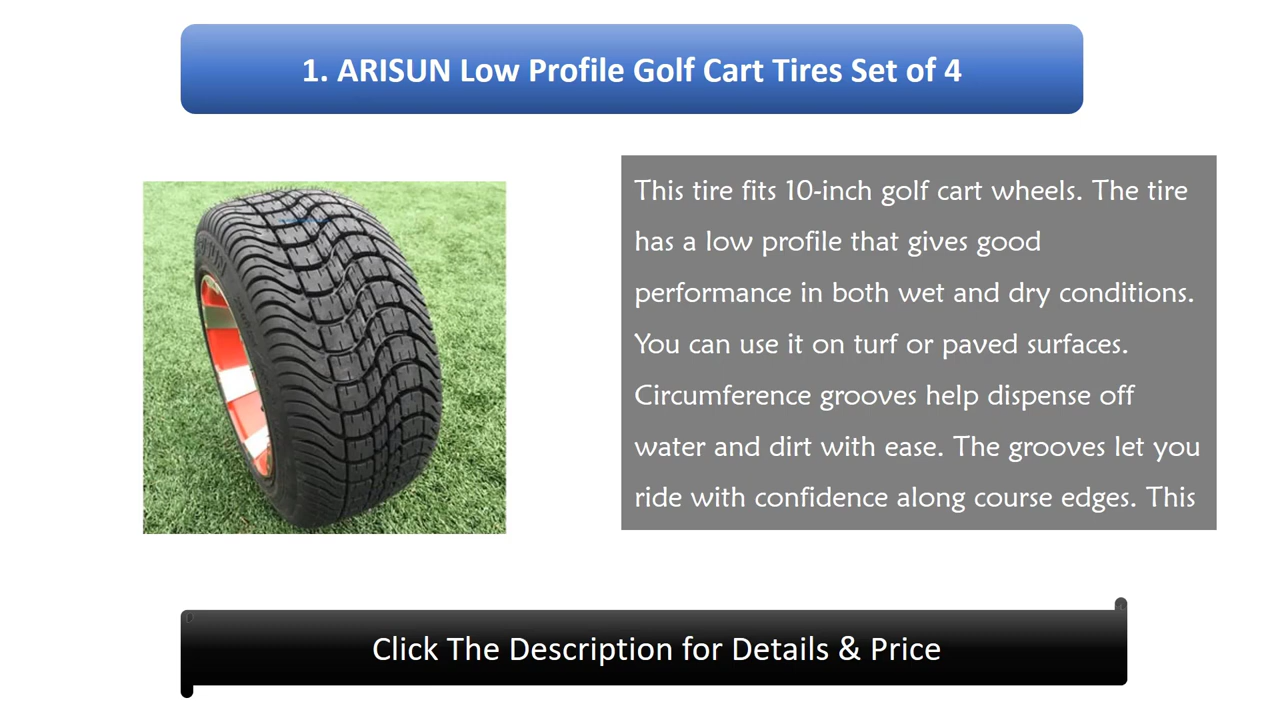 1. ARISUN Low Profile Golf Cart Tires Set of 4
This tire fits 10-inch golf cart wheels. The tire
has a low profile that gives good
performance in both wet and dry conditions.
You can use it on turf or paved surfaces.
Circumference grooves help dispense off
water and dirt with ease. The grooves let you
ride with confidence along course edges. This
Click The Description for Details & Price